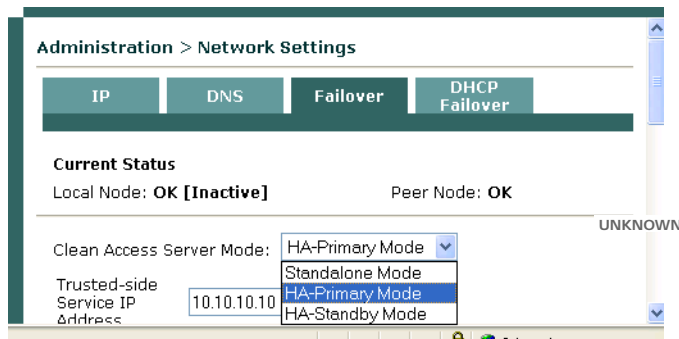 Administration > Network Settings
IP DNS Failover DHCP Failover
Current Status
Local Node: OK [Inactive] Peer Node: OK
UNKNOWN
Clean Access Server Mode: HA-Primary Mode
Standalone Mode
HA-Primary Mode
HA-Standby Mode
Trusted-side
Service IP
Address
10.10.10.10